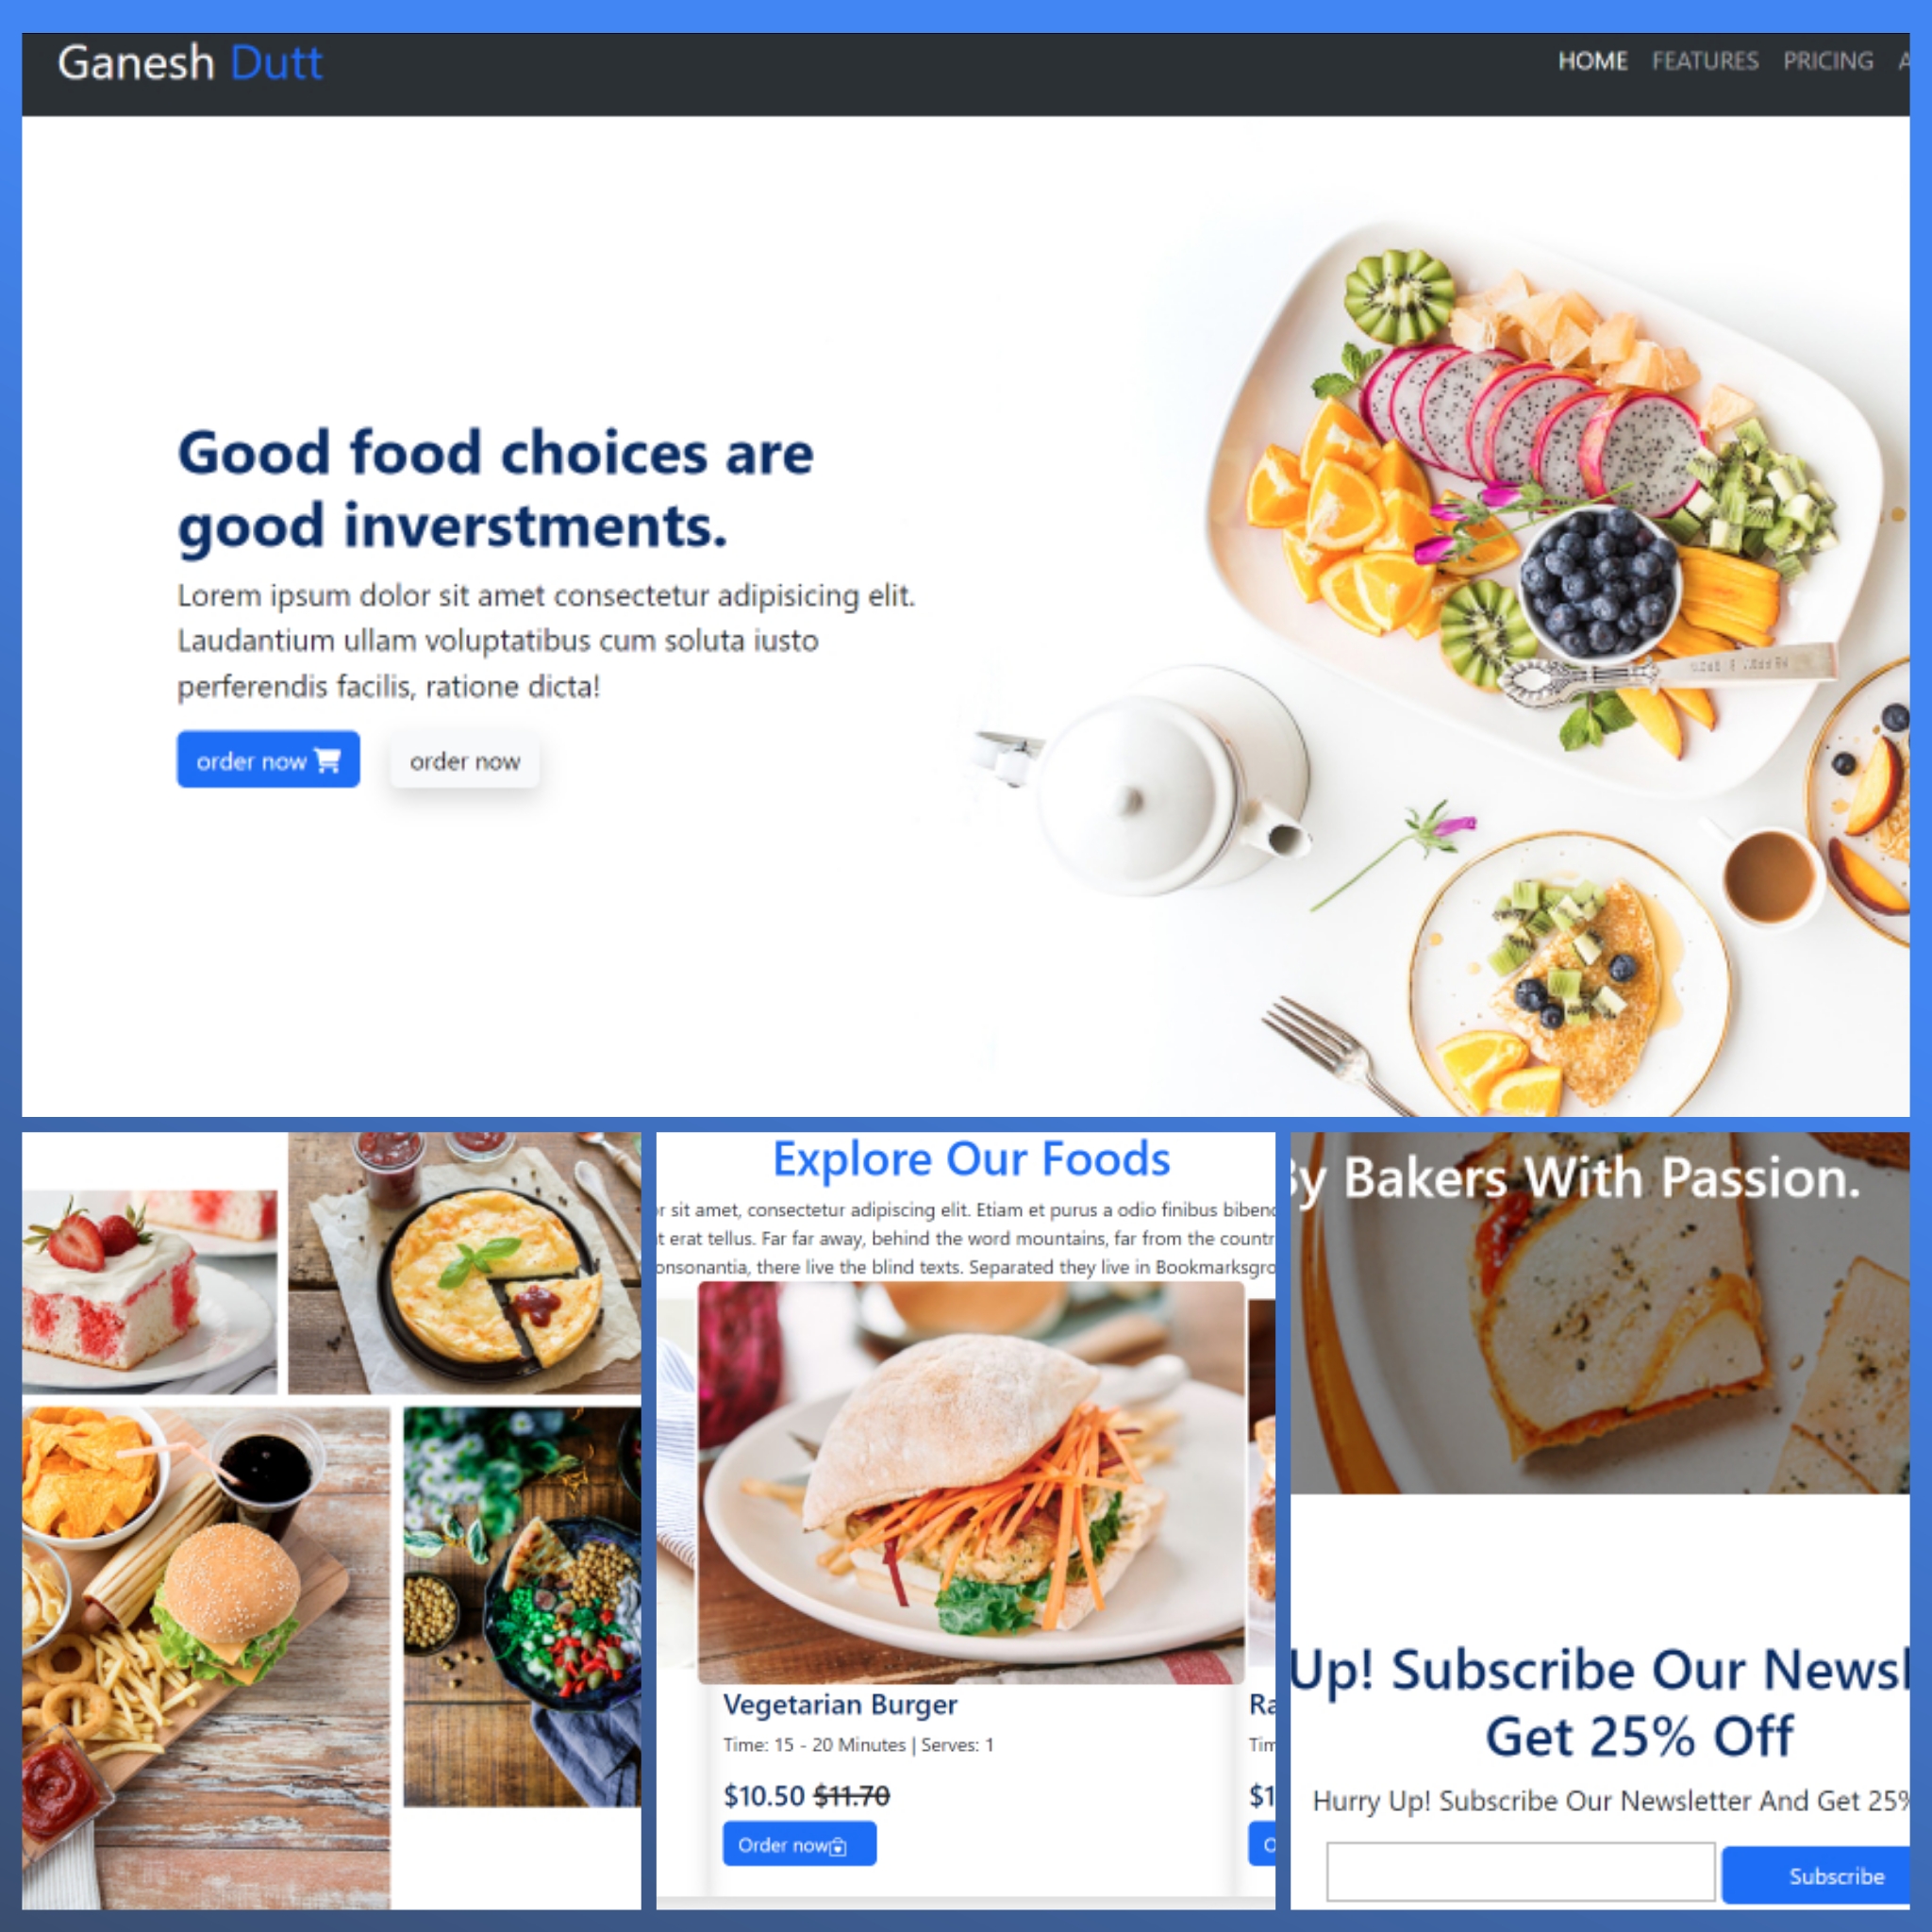 Ganesh Dutt
HOME FEATURES PRICING A
Good food choices are
good inverstments.
Lorem ipsum dolor sit amet consectetur adipisicing elit.
Laudantium ullam voluptatibus cum soluta iusto
perferendis facilis, ratione dicta!
order now order now
Explore Our Foods
r sit amet, consectetur adipiscing elit. Etiam et purus a odio finibus bibend
t erat tellus. Far far away, behind the word mountains, far from the countr
onsonantia, there live the blind texts. Separated they live in Bookmarksgro
Vegetarian Burger
Time: 15 - 20 Minutes | Serves: 1
$10.50 $11.70
Order now
Ra
Tim
$1
By Bakers With Passion.
Up! Subscribe Our Newsl
Get 25% Off
Hurry Up! Subscribe Our Newsletter And Get 25%
Subscribe